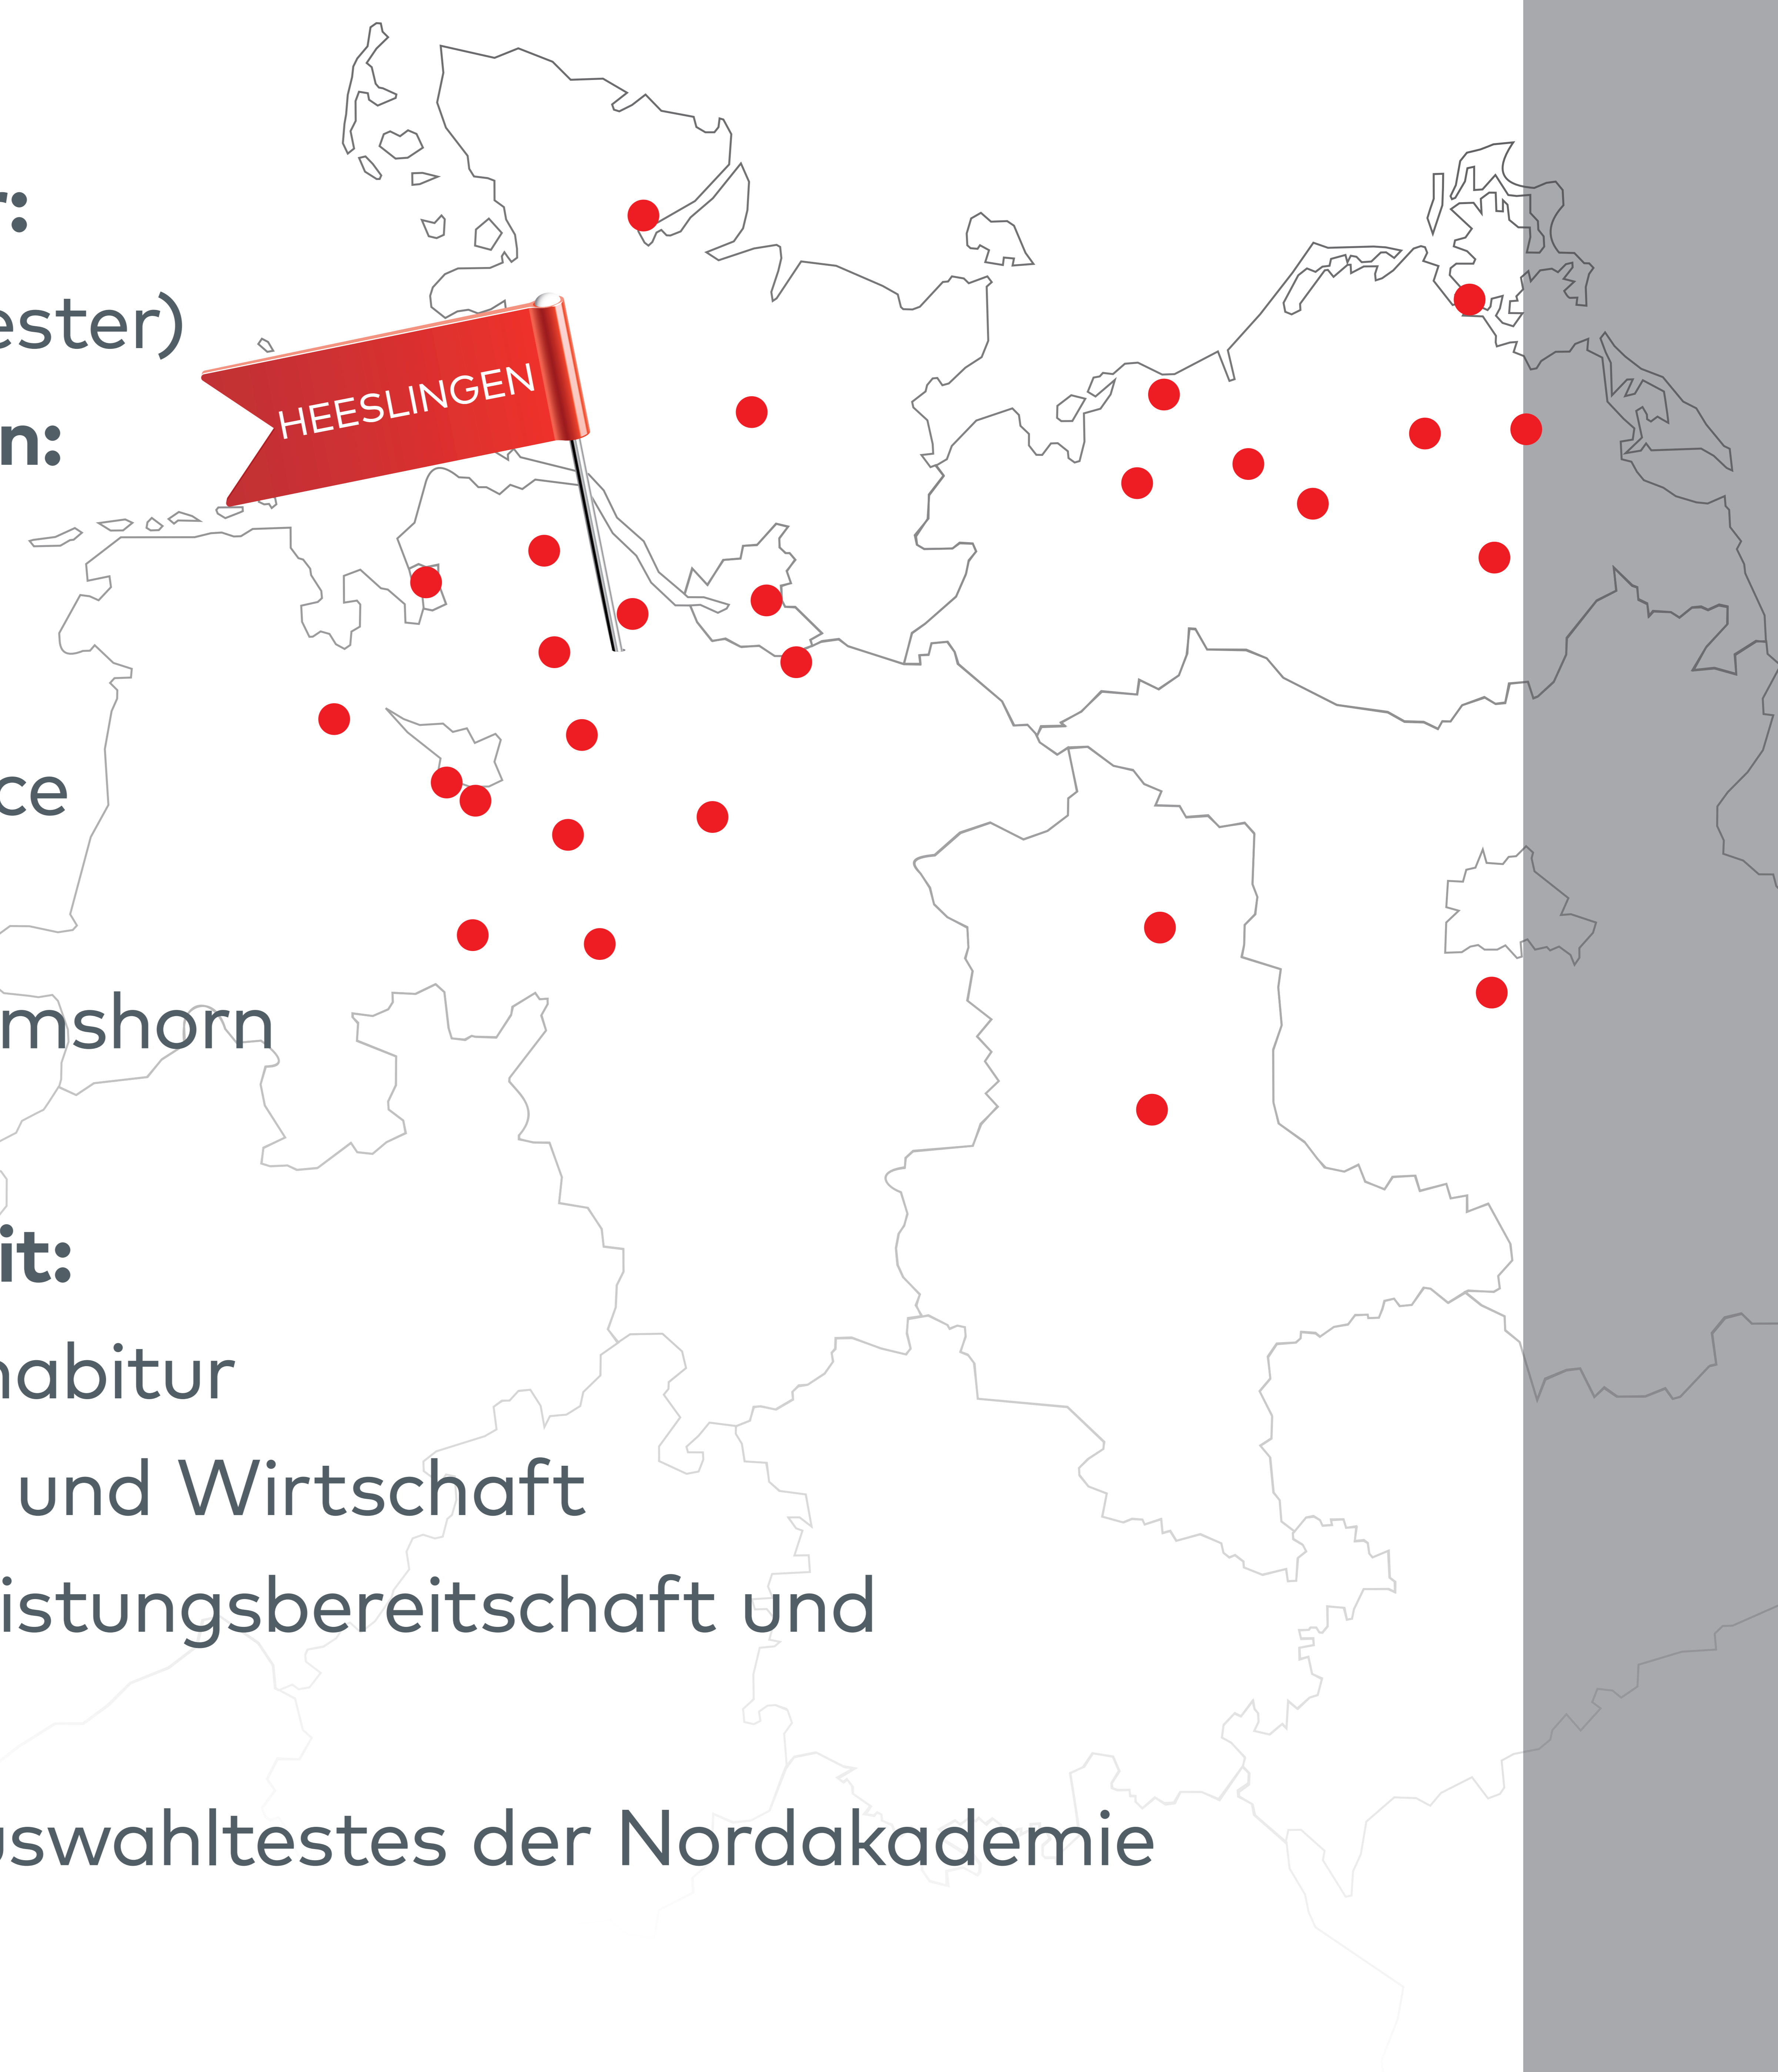 r:
ester)
HEESLINGEN
n:
ce
mshorn
it:
habitur
und Wirtschaft
istungsbereitschaft und
uswahltestes der Nordakademie